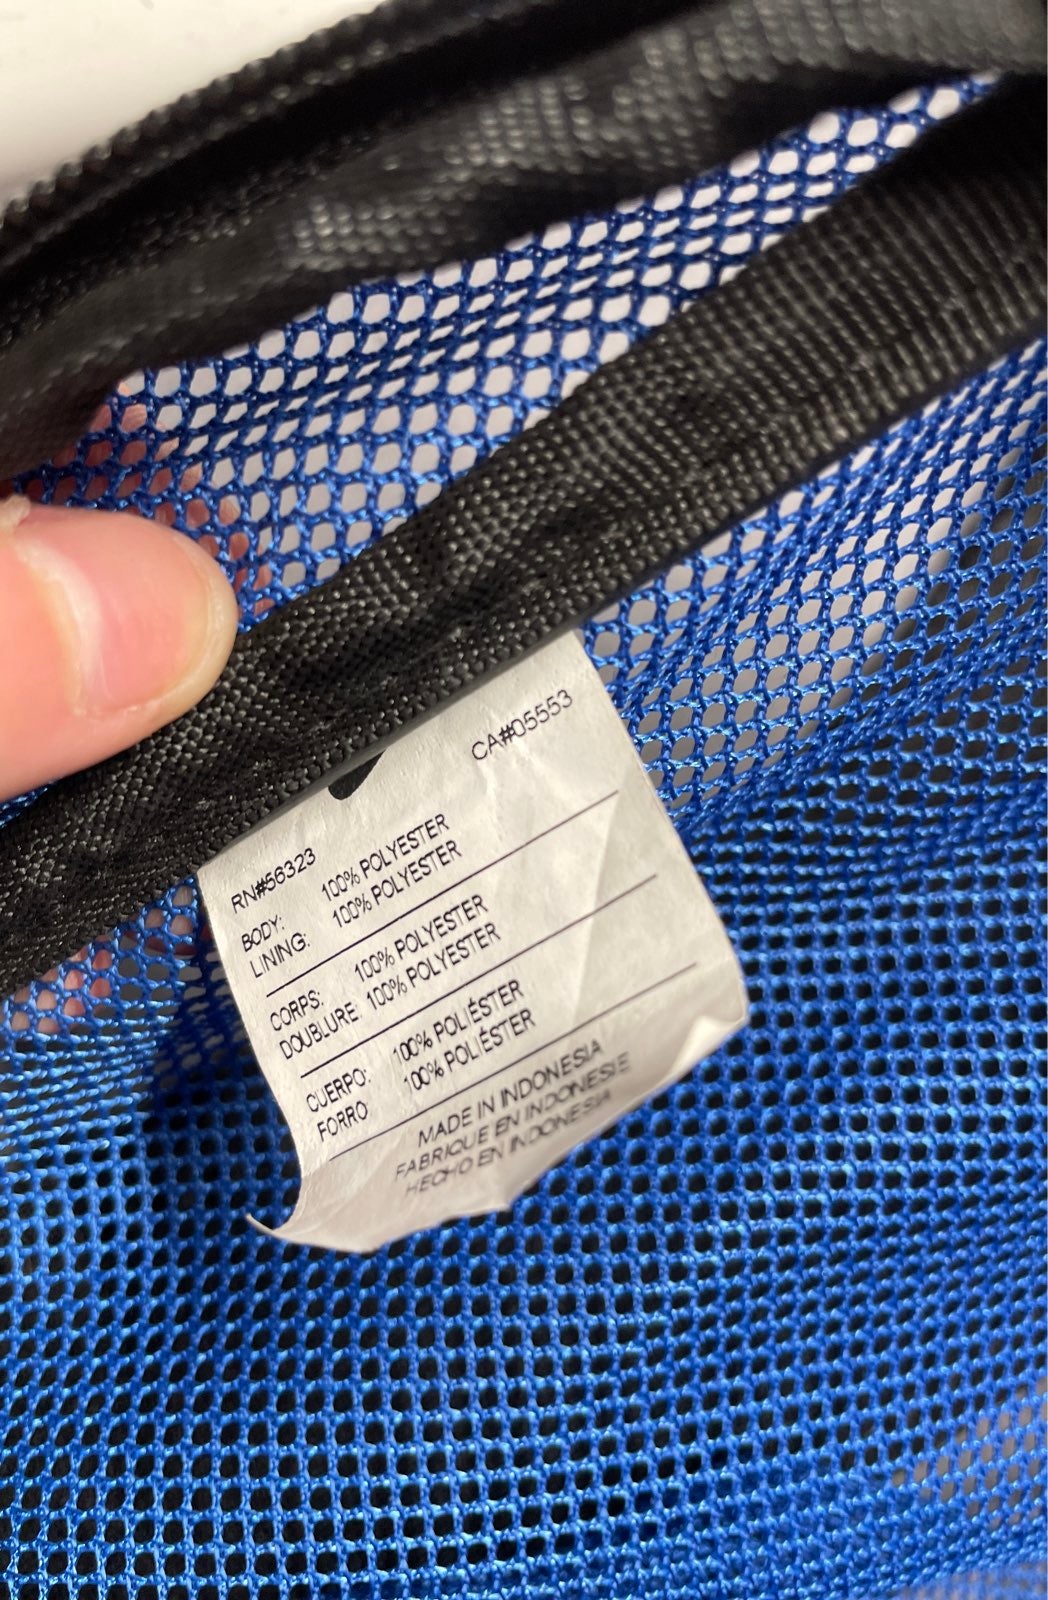 RN#56323 CA#05553
BODY: 100% POLYESTER
LINING: 100% POLYESTER
CORPS: 100% POLYESTER
DOUBLURE: 100% POLYESTER
CUERPO: 100% POLIÉSTER
FORRO 100% POLIÉSTER
MADE IN INDONESIA
FABRIQUE EN INDONESIE
HECHO EN INDONESIA